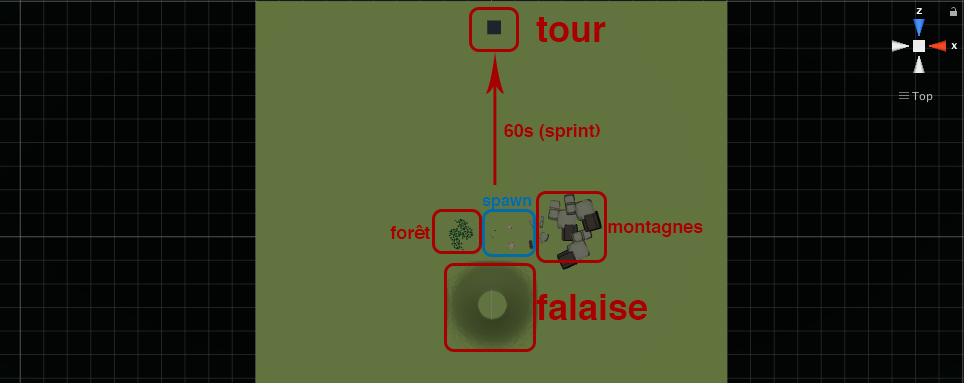 tour
z
x
Top
60s (sprint)
spawn
forêt
montagnes
falaise